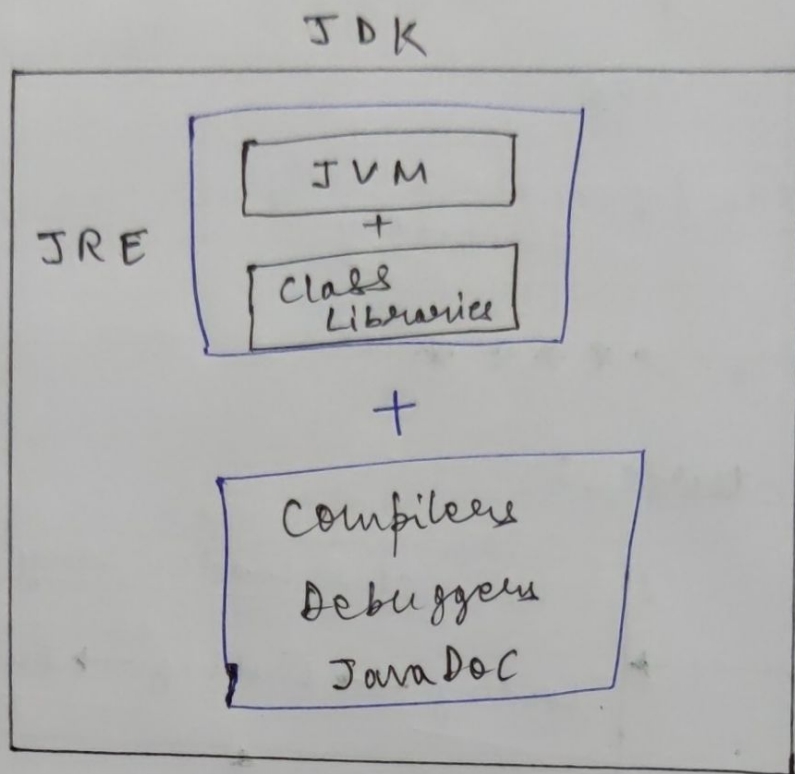 JDK
JVM
+
JRE
Class
Libraries
+
Compilers
Debuggers
JavaDoC